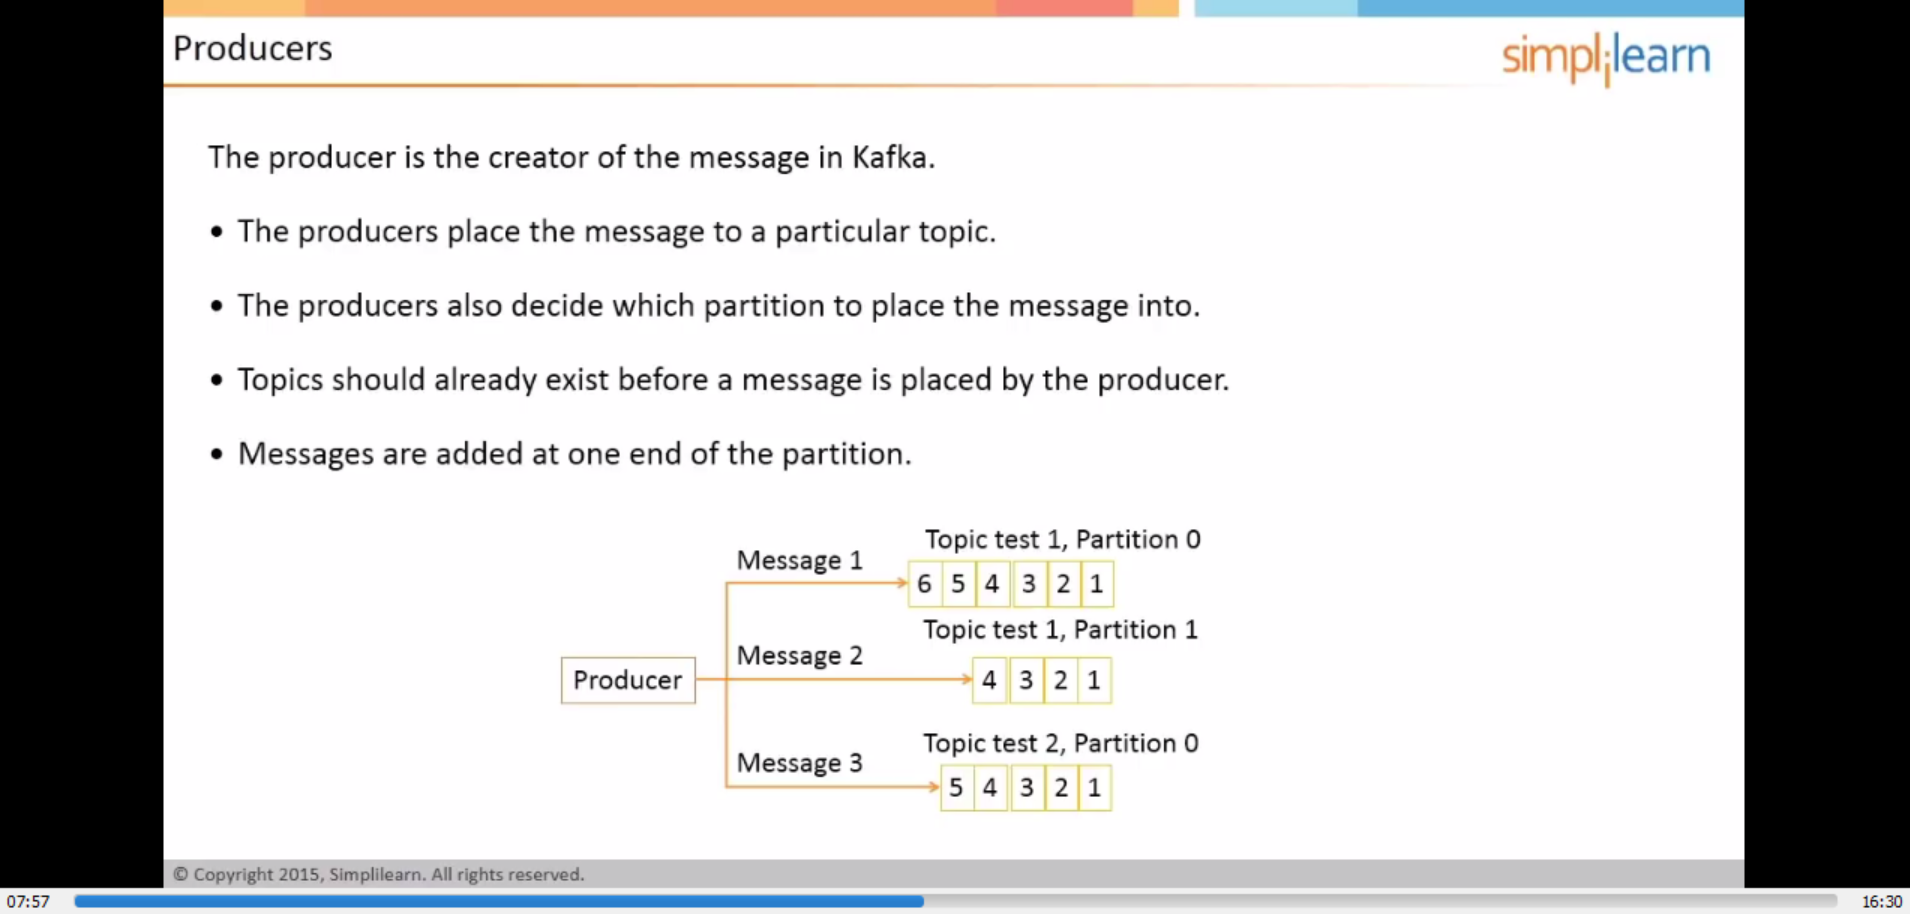 Producers
simplilearn
The producer is the creator of the message in Kafka.
• The producers place the message to a particular topic.
• The producers also decide which partition to place the message into.
• Topics should already exist before a message is placed by the producer.
• Messages are added at one end of the partition.
Topic test 1, Partition 0
Message 1
6 5 4 3 2 1
Topic test 1, Partition 1
Message 2
Producer
4 3 2 1
Topic test 2, Partition 0
Message 3
5 4 3 2 1
© Copyright 2015, Simplilearn. All rights reserved.
07:57
16:30